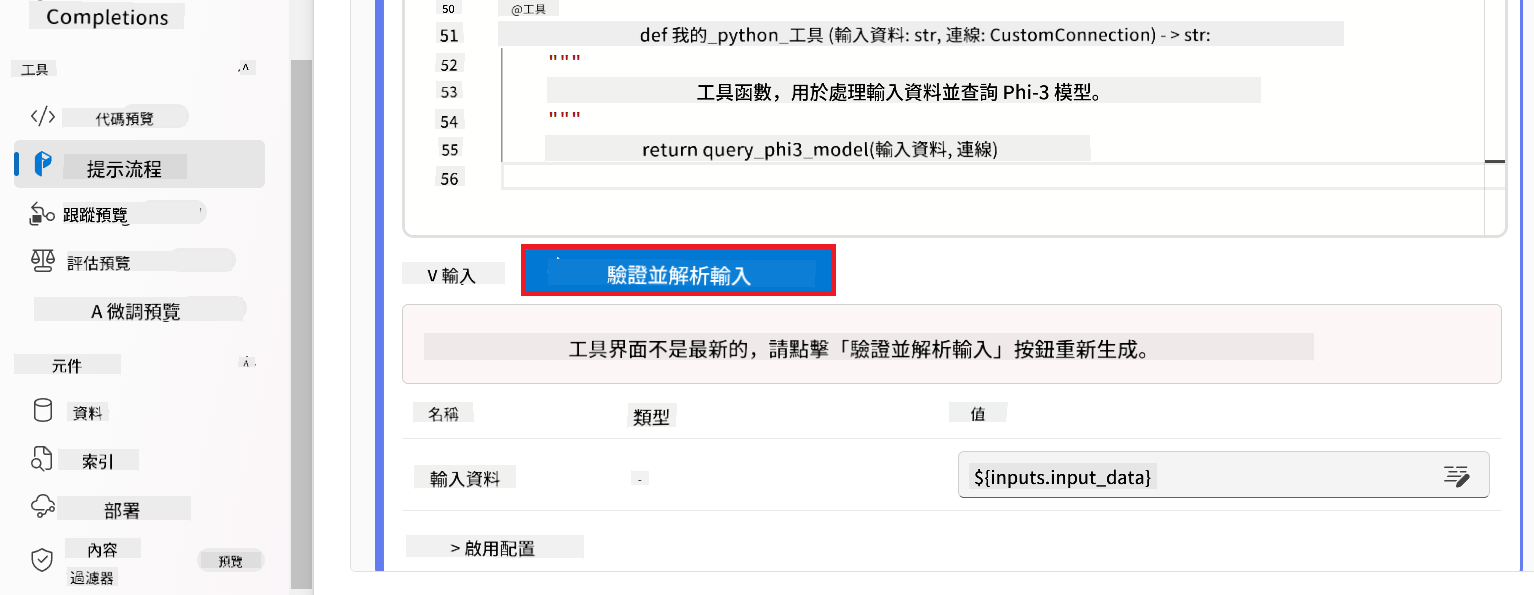 Completions
工具
代碼預覽
提示流程
跟蹤預覽
評估預覽
A 微調預覽
元件
資料
索引
部署
內容
過濾器
預覽
50 @工具
51 def 我的_python_工具 (輸入資料: str, 連線: CustomConnection) - > str:
52 """
53 工具函數，用於處理輸入資料並查詢 Phi-3 模型。
54 """
55 return query_phi3_model(輸入資料, 連線)
56
V 輸入 驗證並解析輸入
工具界面不是最新的，請點擊「驗證並解析輸入」按鈕重新生成。
名稱 類型 值
輸入資料 - ${inputs.input_data}
> 啟用配置